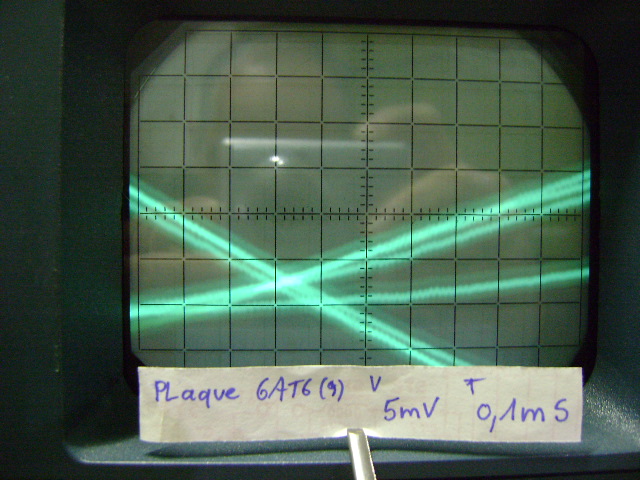 PLaque 6AT6 (9) V T
5mV 0,1mS